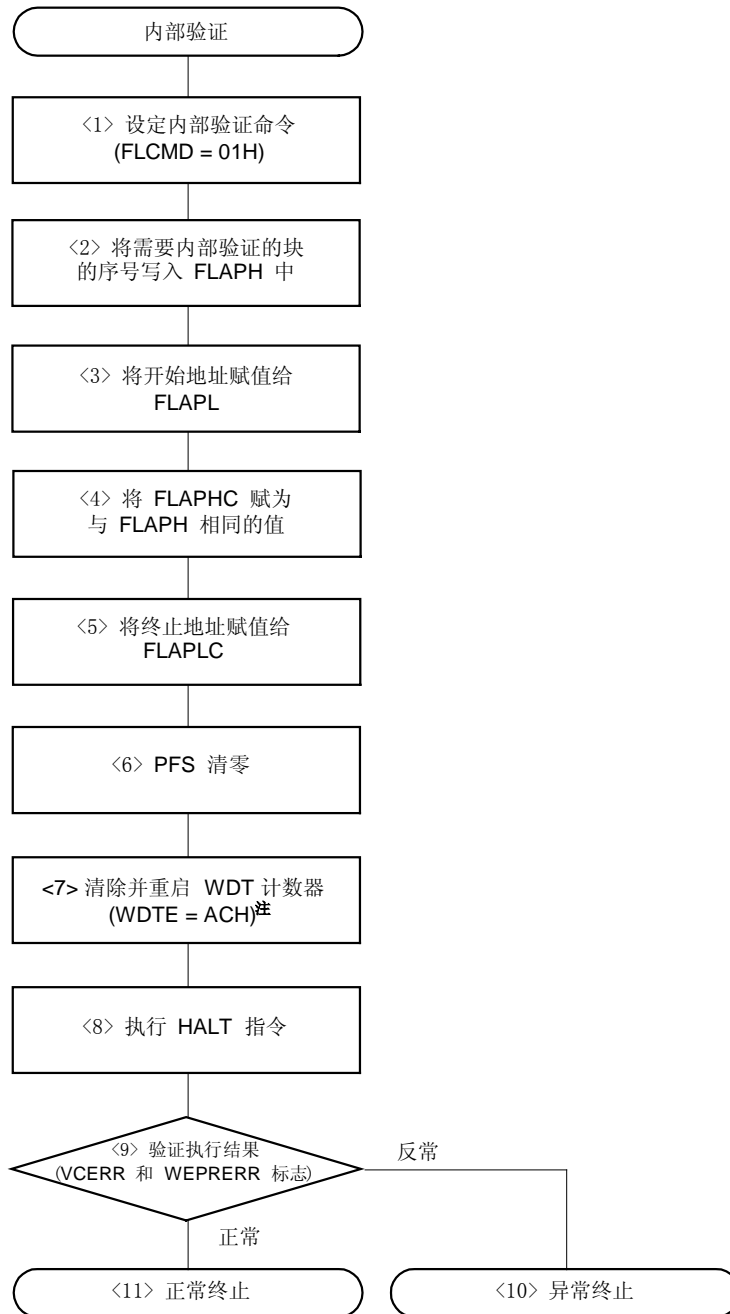 内部验证
<1> 设定内部验证命令
(FLCMD = 01H)
<2> 将需要内部验证的块
的序号写入 FLAPH 中
<3> 将开始地址赋值给
FLAPL
<4> 将 FLAPHC 赋为
与 FLAPH 相同的值
<5> 将终止地址赋值给
FLAPLC
<6> PFS 清零
<7> 清除并重启 WDT 计数器
(WDTE = ACH)注
<8> 执行 HALT 指令
<9> 验证执行结果
(VCERR 和 WEPRERR 标志)
反常
正常
<11> 正常终止
<10> 异常终止